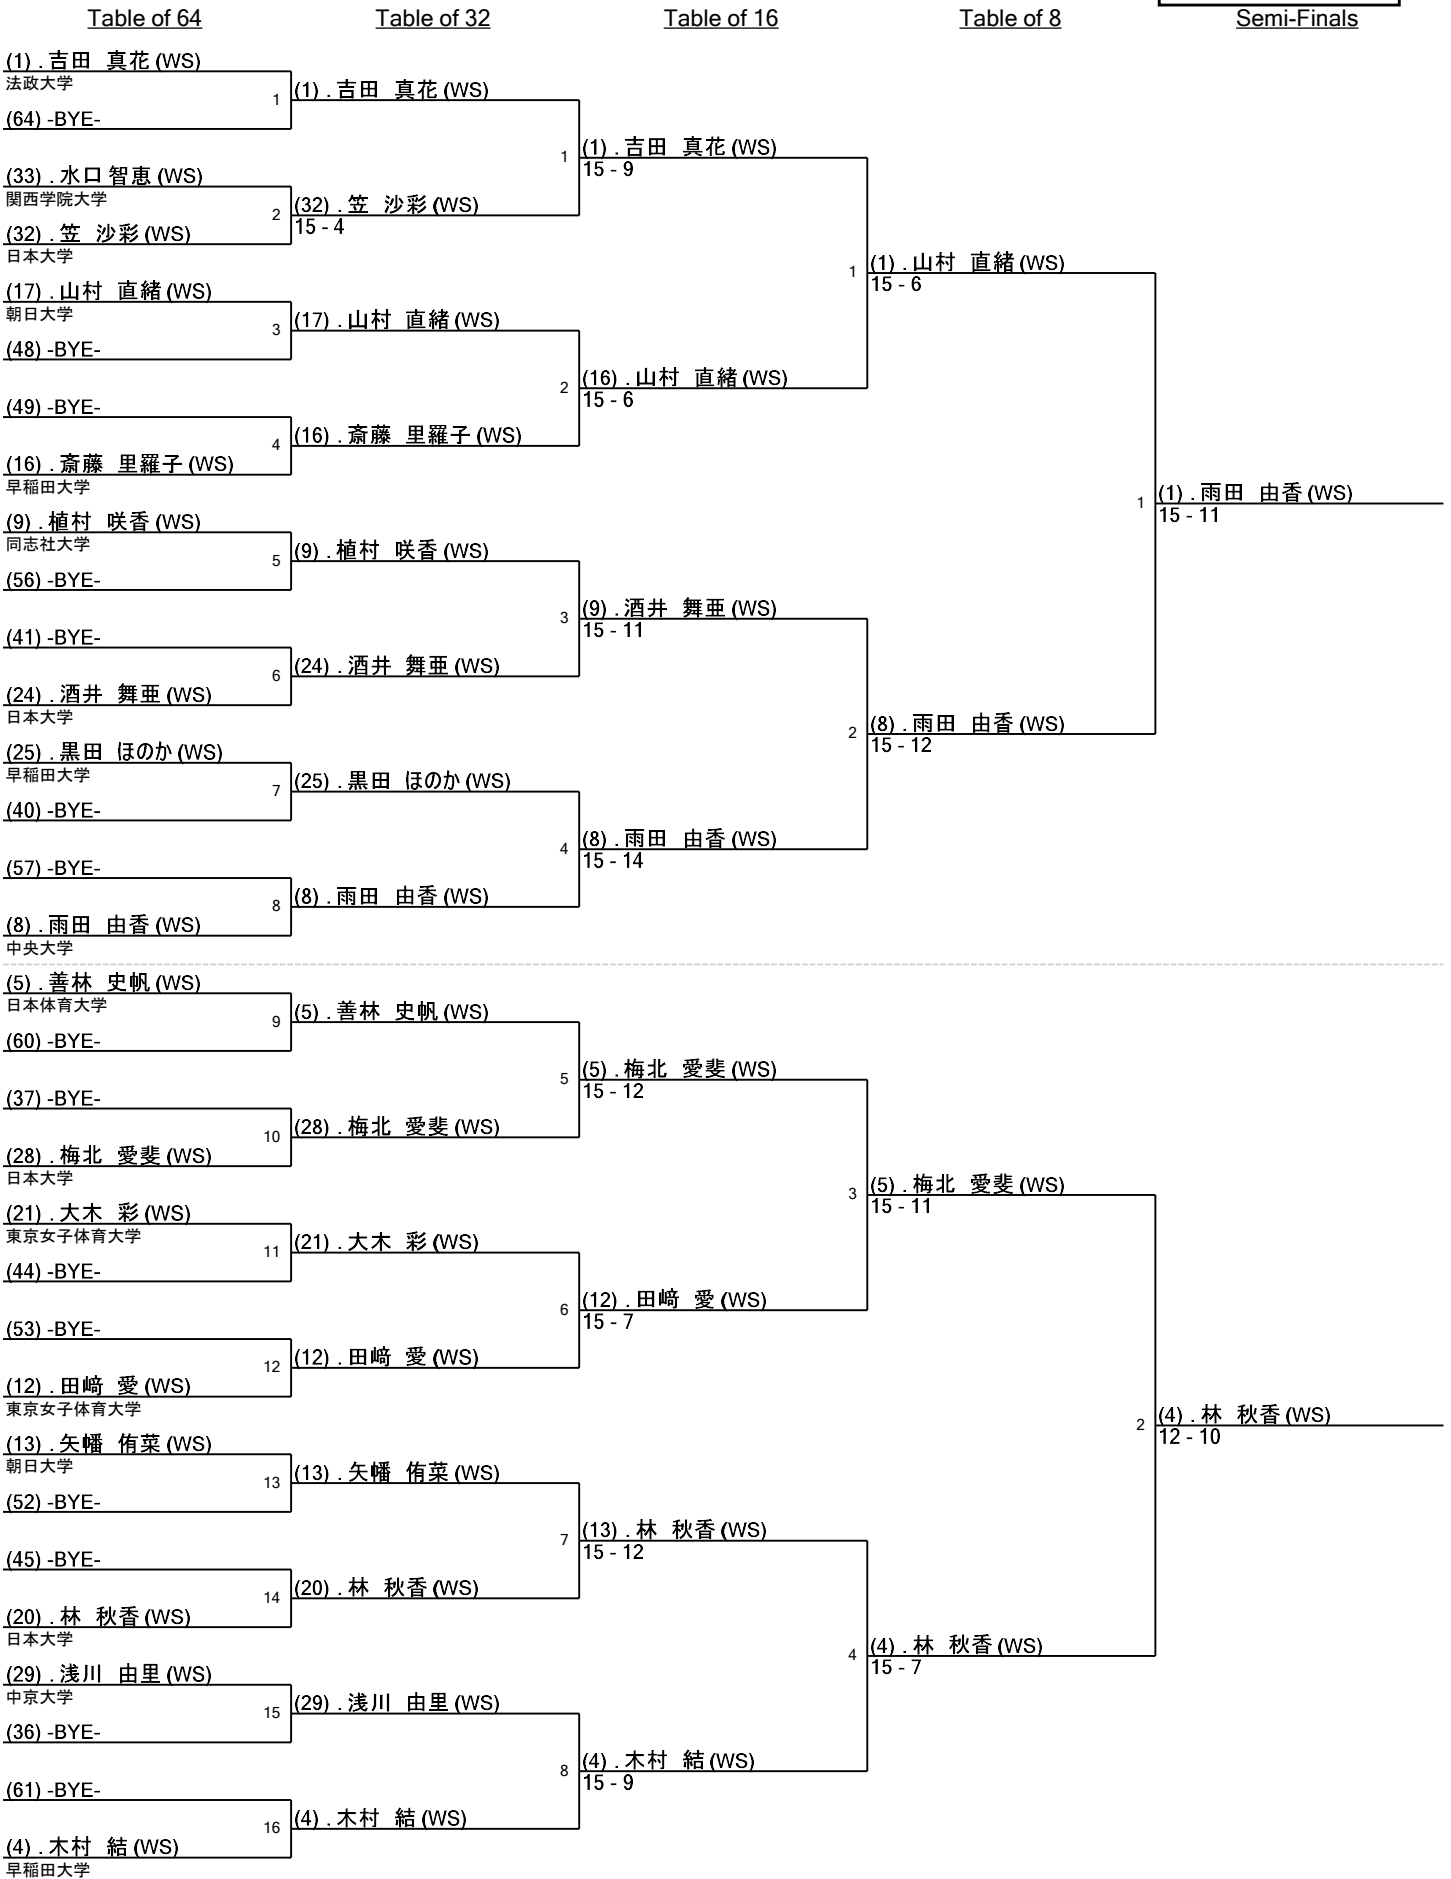 Table of 64
Table of 32
Table of 16
Table of 8
Semi-Finals
(1) . 吉田　真花 (WS)
法政大学
(64) -BYE-
(33) . 水口 智恵 (WS)
関西学院大学
(32) . 笠　沙彩 (WS)
日本大学
(17) . 山村　直緒 (WS)
朝日大学
(48) -BYE-
(49) -BYE-
(16) . 斎藤　里羅子 (WS)
早稲田大学
(9) . 植村　咲香 (WS)
同志社大学
(56) -BYE-
(41) -BYE-
(24) . 酒井　舞亜 (WS)
日本大学
(25) . 黒田　ほのか (WS)
早稲田大学
(40) -BYE-
(57) -BYE-
(8) . 雨田　由香 (WS)
中央大学
(5) . 善林　史帆 (WS)
日本体育大学
(60) -BYE-
(37) -BYE-
(28) . 梅北　愛斐 (WS)
日本大学
(21) . 大木　彩 (WS)
東京女子体育大学
(44) -BYE-
(53) -BYE-
(12) . 田﨑　愛 (WS)
東京女子体育大学
(13) . 矢幡　侑菜 (WS)
朝日大学
(52) -BYE-
(45) -BYE-
(20) . 林　秋香 (WS)
日本大学
(29) . 浅川　由里 (WS)
中京大学
(36) -BYE-
(61) -BYE-
(4) . 木村　結 (WS)
早稲田大学
1
(1) . 吉田　真花 (WS)
2
(32) . 笠　沙彩 (WS)
15 - 4
3
(17) . 山村　直緒 (WS)
4
(16) . 斎藤　里羅子 (WS)
5
(9) . 植村　咲香 (WS)
6
(24) . 酒井　舞亜 (WS)
7
(25) . 黒田　ほのか (WS)
8
(8) . 雨田　由香 (WS)
9
(5) . 善林　史帆 (WS)
10
(28) . 梅北　愛斐 (WS)
11
(21) . 大木　彩 (WS)
12
(12) . 田﨑　愛 (WS)
13
(13) . 矢幡　侑菜 (WS)
14
(20) . 林　秋香 (WS)
15
(29) . 浅川　由里 (WS)
16
(4) . 木村　結 (WS)
1
(1) . 吉田　真花 (WS)
15 - 9
2
(16) . 山村　直緒 (WS)
15 - 6
3
(9) . 酒井　舞亜 (WS)
15 - 11
4
(8) . 雨田　由香 (WS)
15 - 14
5
(5) . 梅北　愛斐 (WS)
15 - 12
6
(12) . 田﨑　愛 (WS)
15 - 7
7
(13) . 林　秋香 (WS)
15 - 12
8
(4) . 木村　結 (WS)
15 - 9
1
(1) . 山村　直緒 (WS)
15 - 6
2
(8) . 雨田　由香 (WS)
15 - 12
3
(5) . 梅北　愛斐 (WS)
15 - 11
4
(4) . 林　秋香 (WS)
15 - 7
1
(1) . 雨田　由香 (WS)
15 - 11
2
(4) . 林　秋香 (WS)
12 - 10